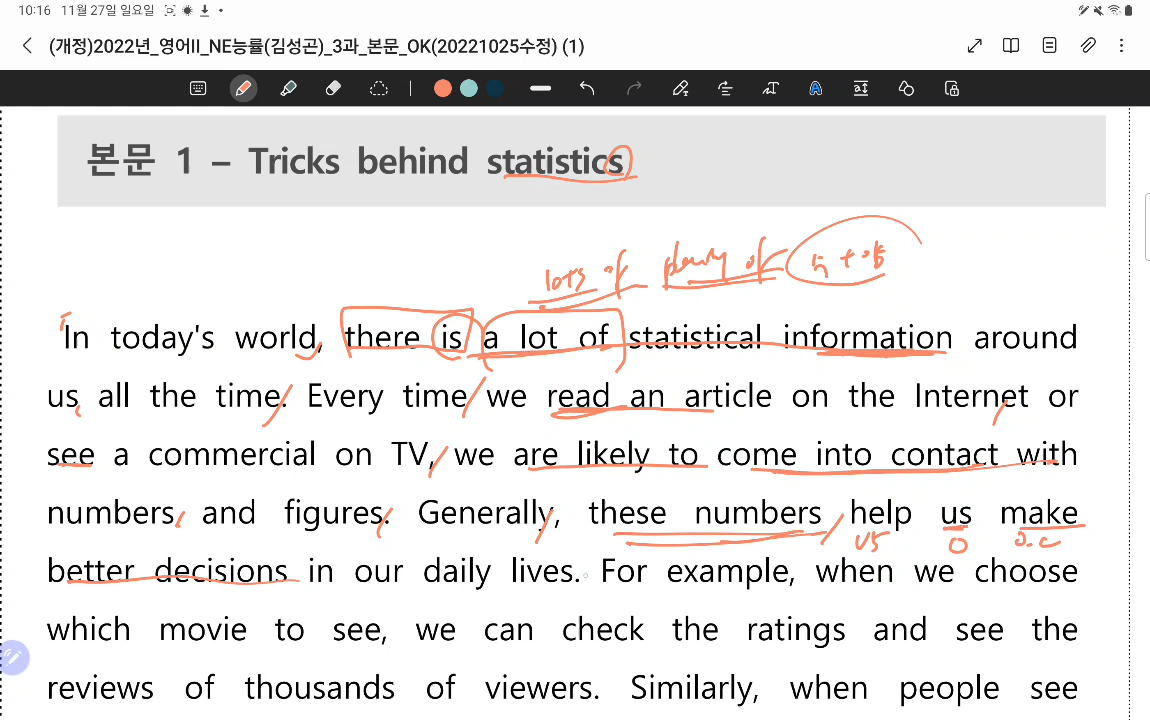 10:16 11월 27일 일요일
(개정)2022년_영어II_NE능률(김성곤)_3과_본문_OK(20221025수정) (1)
본문 1 – Tricks behind statistics
lots of plenty of
In today's world, there is a lot of statistical information around
us all the time. Every time we read an article on the Internet or
see a commercial on TV, we are likely to come into contact with
numbers and figures. Generally, these numbers help us make
V5 O O.C
better decisions in our daily lives. For example, when we choose
which movie to see, we can check the ratings and see the
reviews of thousands of viewers. Similarly, when people see